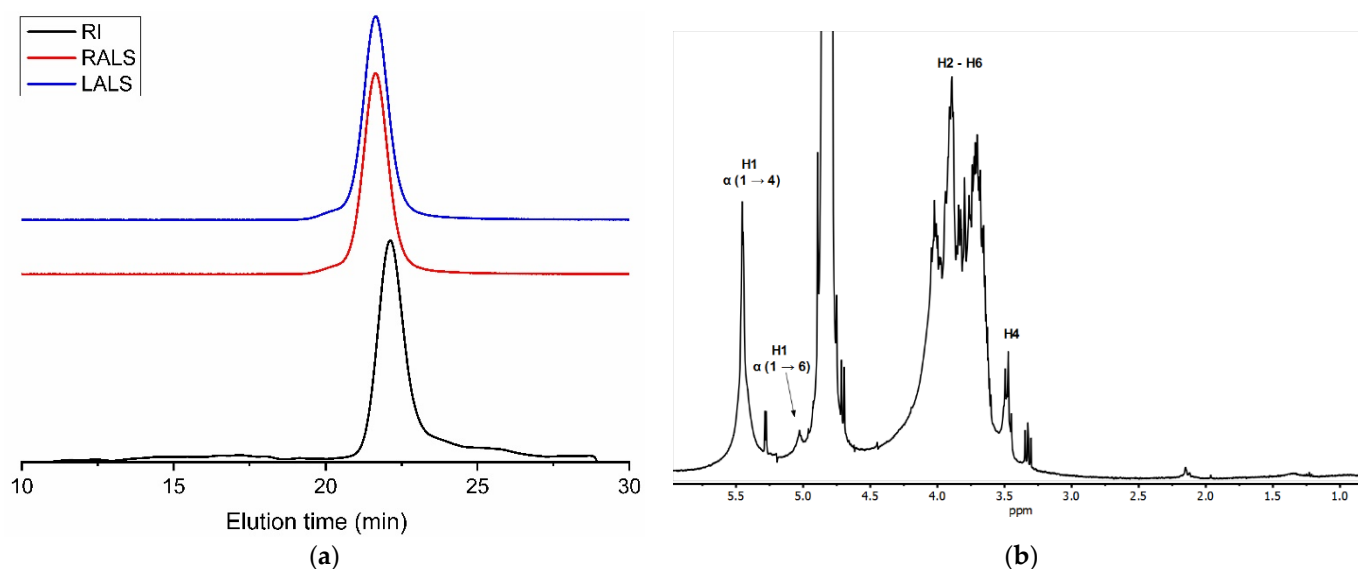 RI
RALS
LALS
10 15 20 25 30
Elution time (min)
(a)
H2 - H6
H1
α (1 → 4)
H1
α (1 → 6)
H4
5.5 5.0 4.5 4.0 3.5 3.0 2.5 2.0 1.5 1.0
ppm
(b)